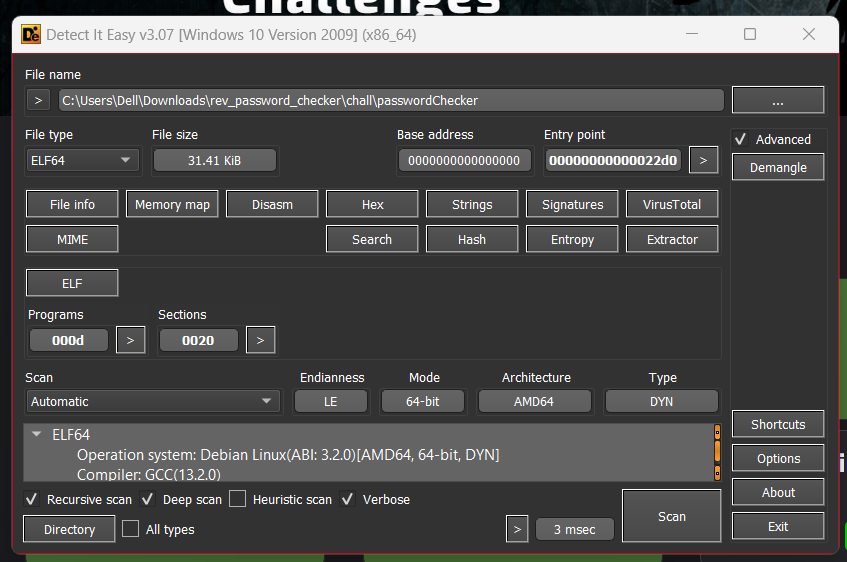 Challenges
Detect It Easy v3.07 [Windows 10 Version 2009] (x86_64)
File name
> C:\Users\Dell\Downloads\rev_password_checker\chall\passwordChecker ...
File type File size Base address Entry point Advanced
ELF64 31.41 KiB 0000000000000000 00000000000022d0 > Demangle
File info Memory map Disasm Hex Strings Signatures VirusTotal
MIME Search Hash Entropy Extractor
ELF
Programs Sections
000d > 0020 >
Scan Endianness Mode Architecture Type
Automatic LE 64-bit AMD64 DYN
ELF64 Shortcuts
Operation system: Debian Linux(ABI: 3.2.0)[AMD64, 64-bit, DYN]
Compiler: GCC(13.2.0) Options
Recursive scan Deep scan Heuristic scan Verbose About
Directory All types > 3 msec Scan Exit